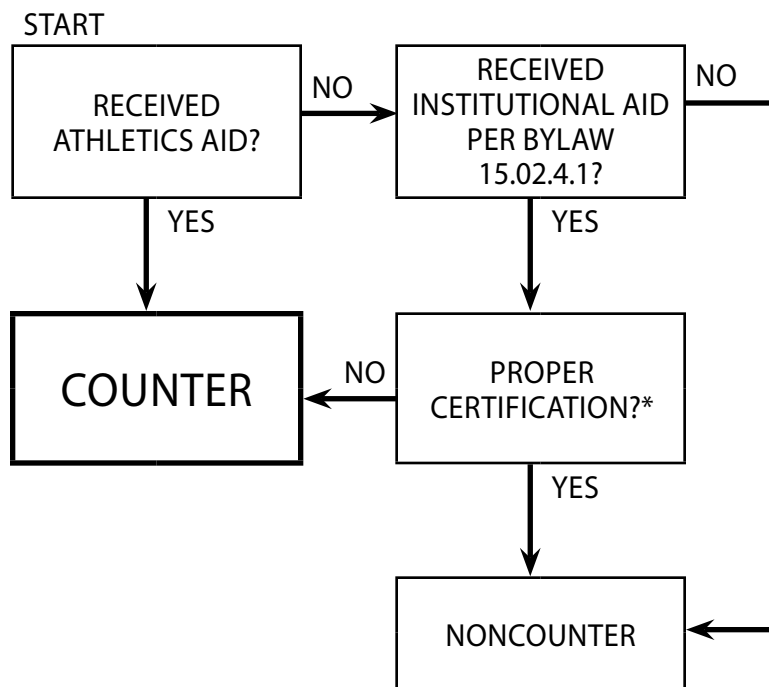 START
RECEIVED
ATHLETICS AID?
NO
RECEIVED
INSTITUTIONAL AID
PER BYLAW
15.02.4.1?
NO
YES
YES
COUNTER
NO
PROPER
CERTIFICATION?*
YES
NONCOUNTER